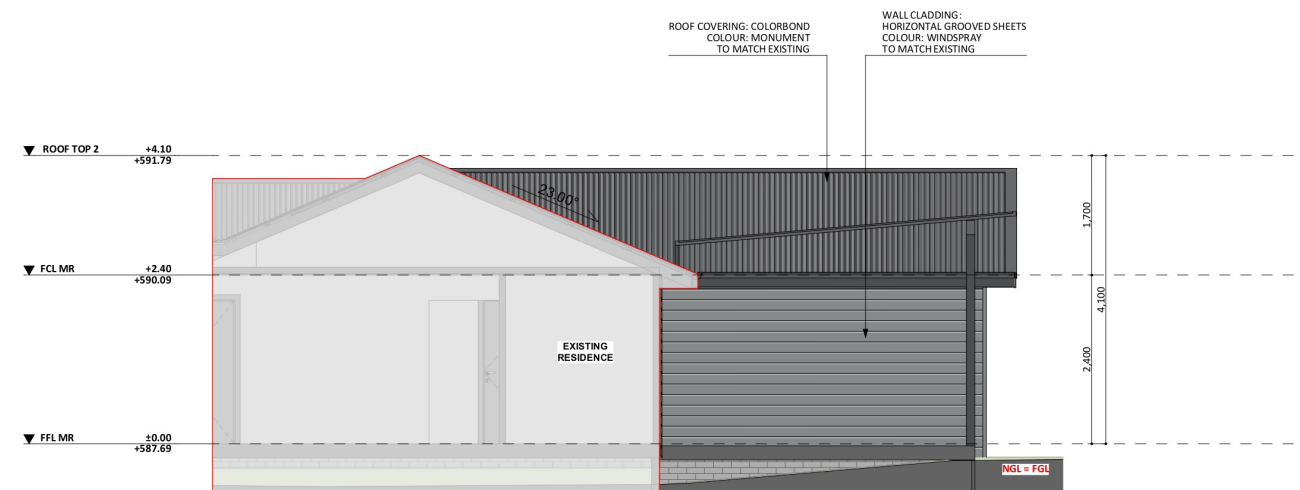 ROOF COVERING: COLORBOND
COLOUR: MONUMENT
TO MATCH EXISTING
WALL CLADDING:
HORIZONTAL GROOVED SHEETS
COLOUR: WINDSPRAY
TO MATCH EXISTING
ROOF TOP 2 +4.10
+591.79
23.00°
1,700
FCL MR +2.40
+590.09
4,100
EXISTING
RESIDENCE
2,400
FFL MR ±0.00
+587.69
NGL = FGL